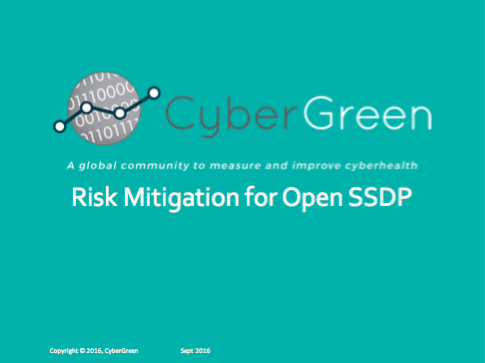 CyberGreen
A global community to measure and improve cyberhealth
Risk Mitigation for Open SSDP
Copyright © 2016, CyberGreen Sept 2016